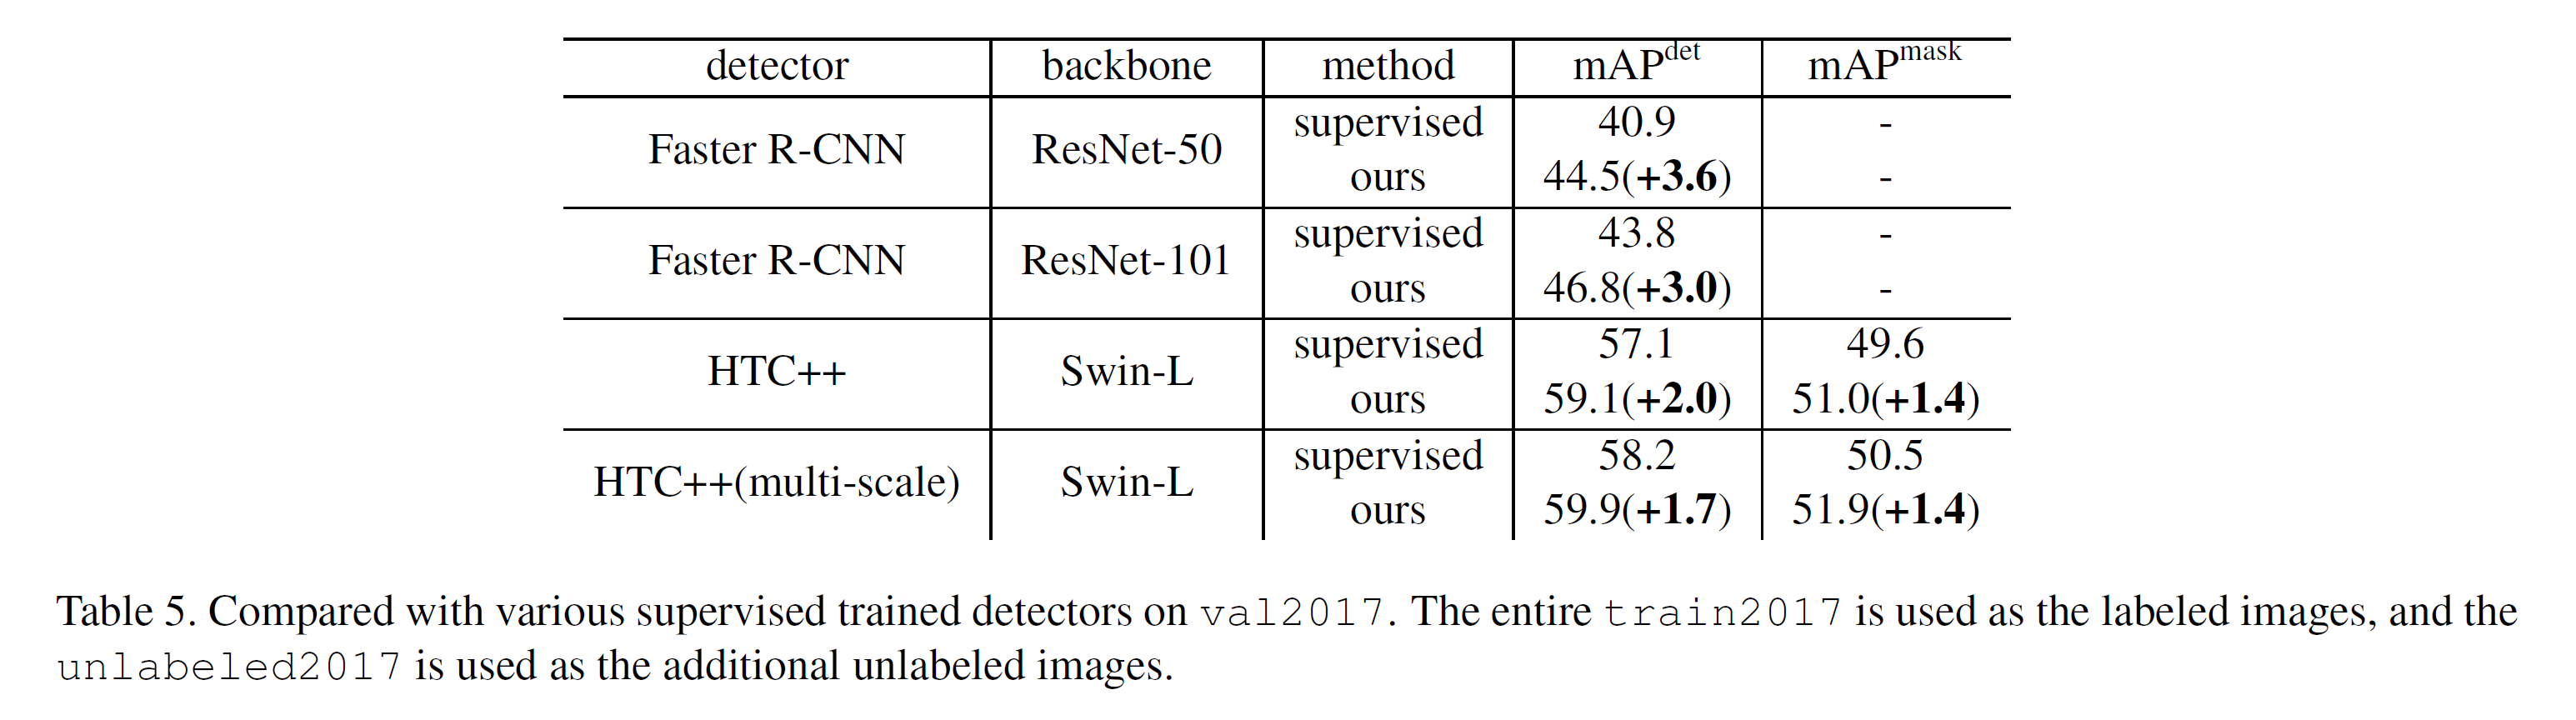 detector backbone method mAP^det mAP^mask
Faster R-CNN ResNet-50 supervised 40.9 -
ours 44.5(+3.6) -
Faster R-CNN ResNet-101 supervised 43.8 -
ours 46.8(+3.0) -
HTC++ Swin-L supervised 57.1 49.6
ours 59.1(+2.0) 51.0(+1.4)
HTC++(multi-scale) Swin-L supervised 58.2 50.5
ours 59.9(+1.7) 51.9(+1.4)
Table 5. Compared with various supervised trained detectors on val2017. The entire train2017 is used as the labeled images, and the
unlabeled2017 is used as the additional unlabeled images.